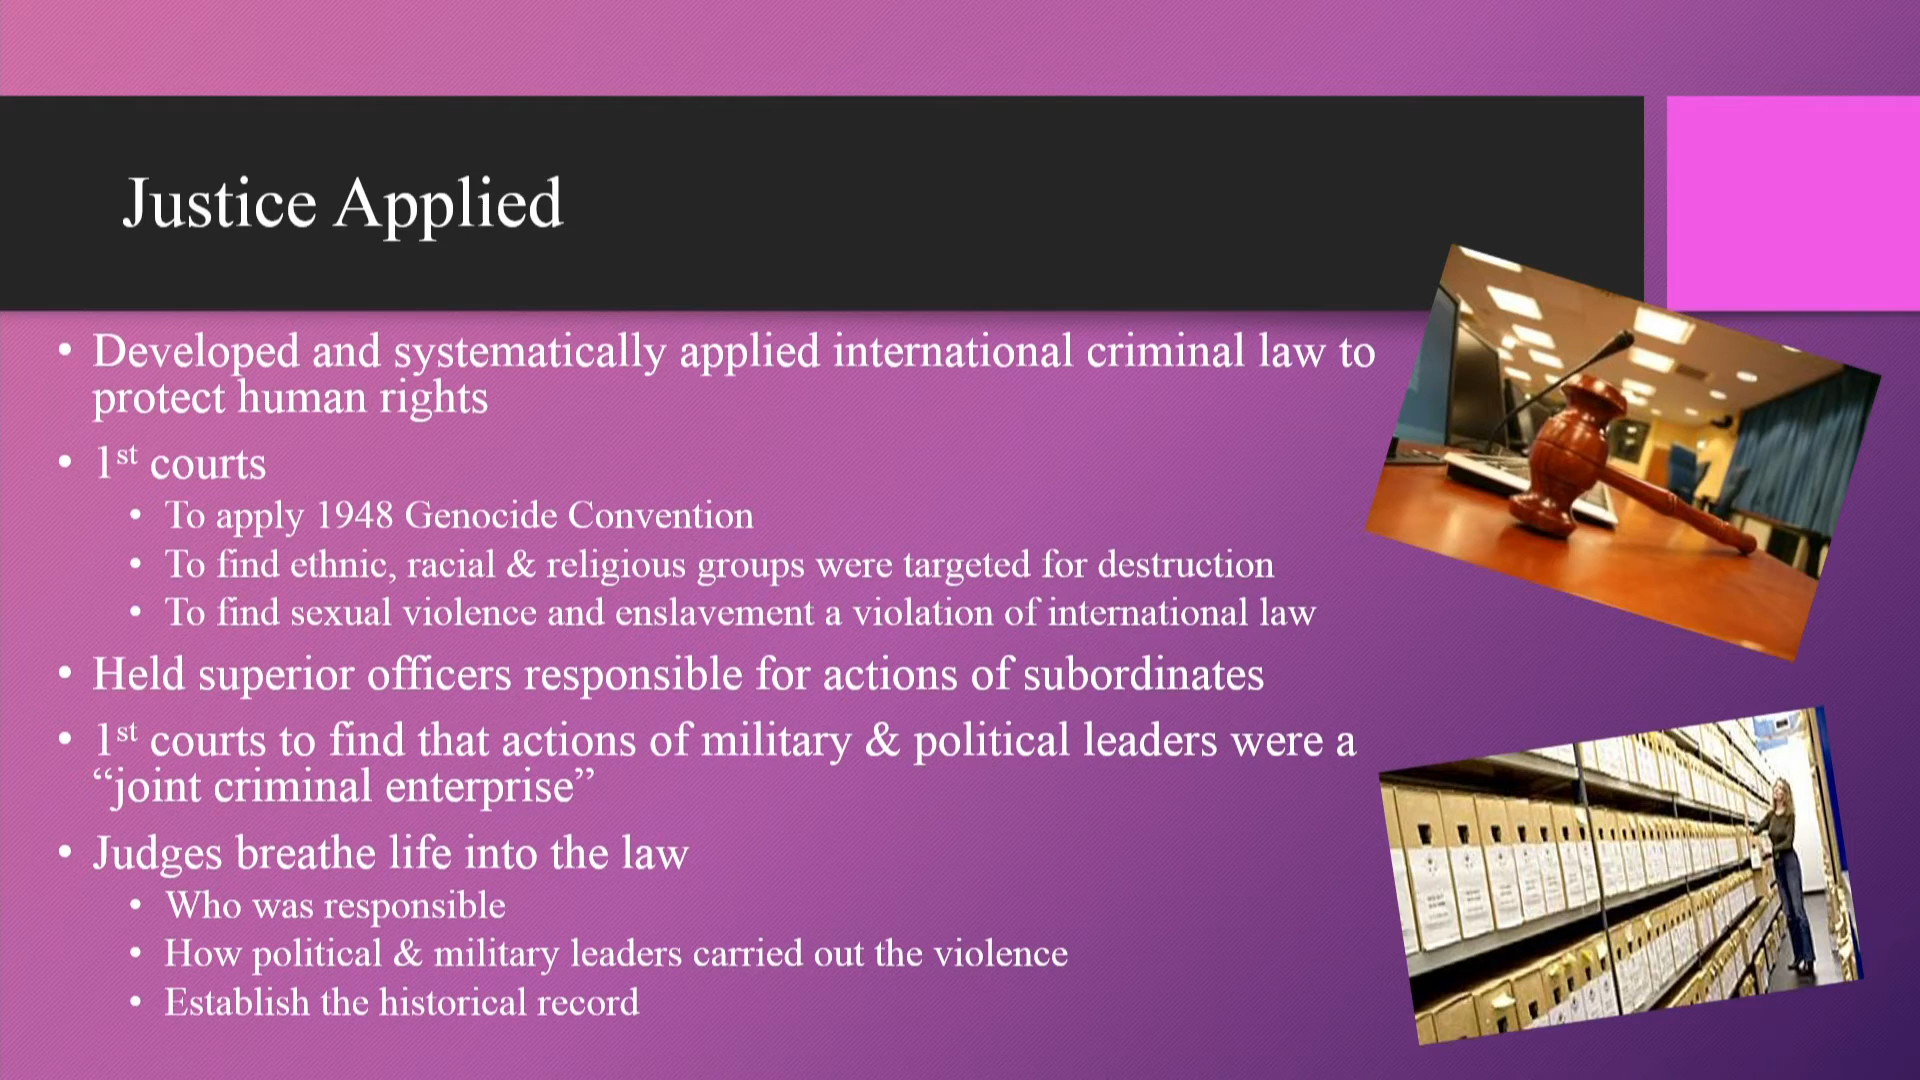 Justice Applied
• Developed and systematically applied international criminal law to
protect human rights
• 1st courts
• To apply 1948 Genocide Convention
• To find ethnic, racial & religious groups were targeted for destruction
• To find sexual violence and enslavement a violation of international law
• Held superior officers responsible for actions of subordinates
• 1st courts to find that actions of military & political leaders were a
“joint criminal enterprise”
• Judges breathe life into the law
• Who was responsible
• How political & military leaders carried out the violence
• Establish the historical record